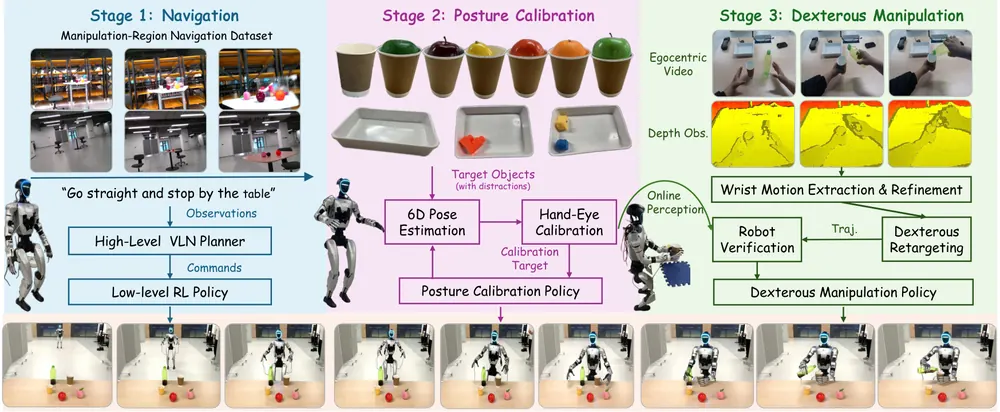 Stage 1: Navigation
Manipulation-Region Navigation Dataset
“Go straight and stop by the table”
Observations
High-Level VLN Planner
Commands
Low-level RL Policy
Stage 2: Posture Calibration
Target Objects
(with distractions)
6D Pose
Estimation
Hand-Eye
Calibration
Calibration
Target
Posture Calibration Policy
Stage 3: Dexterous Manipulation
Egocentric
Video
Depth Obs.
Wrist Motion Extraction & Refinement
Online
Perception
Robot
Verification
Traj.
Dexterous
Retargeting
Dexterous Manipulation Policy